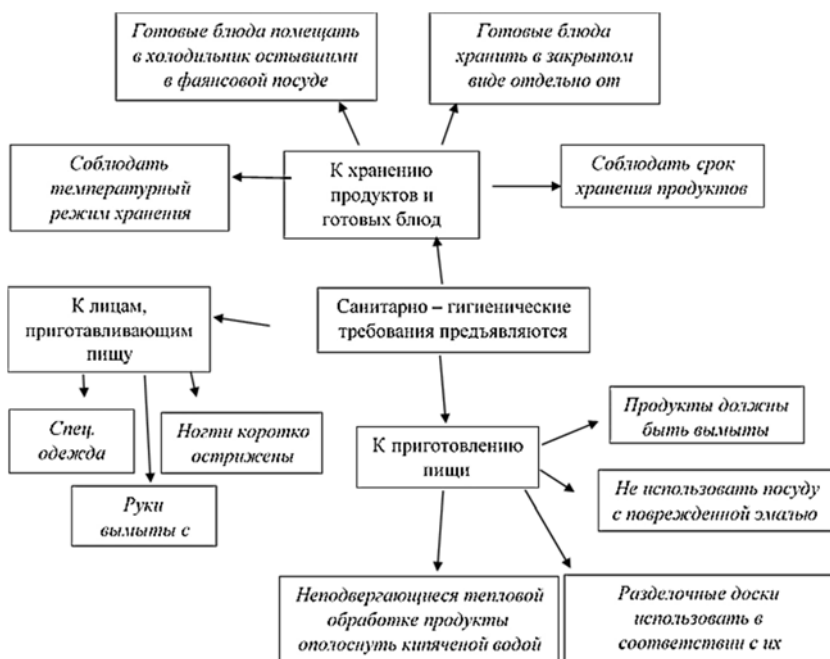 Готовые блюда помещать
в холодильник остывшими
в фаянсовой посуде
Готовые блюда
хранить в закрытом
виде отдельно от
Соблюдать
температурный
режим хранения
К хранению
продуктов и
готовых блюд
Соблюдать срок
хранения продуктов
К лицам,
приготавливающим
пищу
Санитарно – гигиенические
требования предъявляются
Спец.
одежда
Ногти коротко
острижены
Руки
вымыты с
К приготовлению
пищи
Продукты должны
быть вымыты
Не использовать посуду
с поврежденной эмалью
Неподвергающиеся тепловой
обработке продукты
ополоснуть кипяченой водой
Разделочные доски
использовать в
соответствии с их